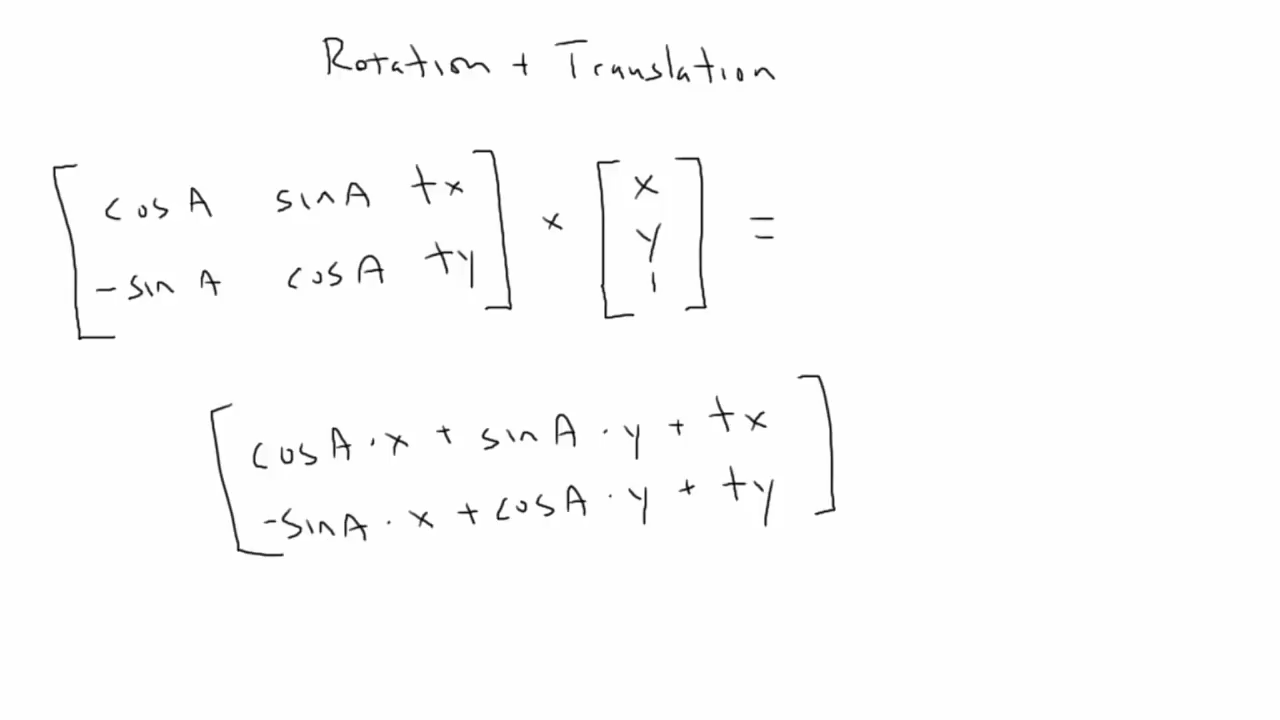 Rotation + Translation
cos A sin A tx x
× y =
- sin A cos A ty 1
cos A · x + sin A · y + tx
- sin A · x + cos A · y + ty